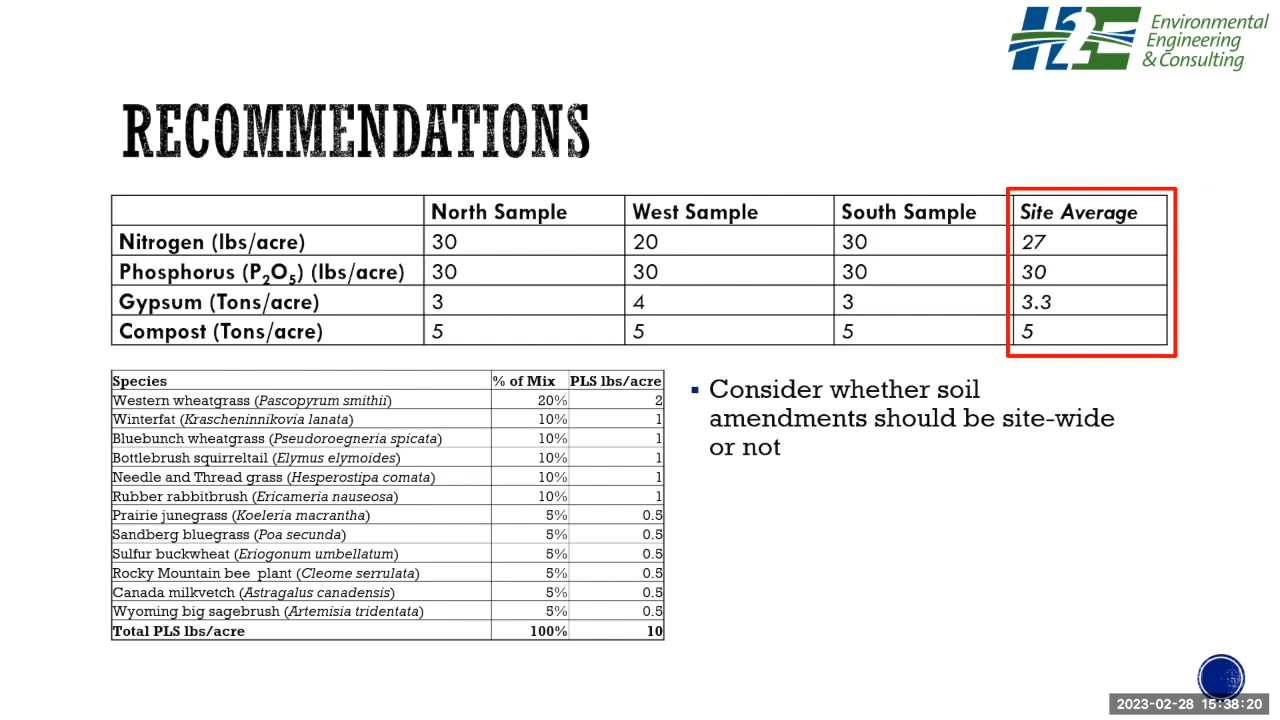 H2E Environmental
Engineering
& Consulting
RECOMMENDATIONS
North Sample West Sample South Sample Site Average
Nitrogen (lbs/acre) 30 20 30 27
Phosphorus (P₂O₅) (lbs/acre) 30 30 30 30
Gypsum (Tons/acre) 3 4 3 3.3
Compost (Tons/acre) 5 5 5 5
Species % of Mix PLS lbs/acre
Western wheatgrass (Pascopyrum smithii) 20% 2
Winterfat (Krascheninnikovia lanata) 10% 1
Bluebunch wheatgrass (Pseudoroegneria spicata) 10% 1
Bottlebrush squirreltail (Elymus elymoides) 10% 1
Needle and Thread grass (Hesperostipa comata) 10% 1
Rubber rabbitbrush (Ericameria nauseosa) 10% 1
Prairie junegrass (Koeleria macrantha) 5% 0.5
Sandberg bluegrass (Poa secunda) 5% 0.5
Sulfur buckwheat (Eriogonum umbellatum) 5% 0.5
Rocky Mountain bee plant (Cleome serrulata) 5% 0.5
Canada milkvetch (Astragalus canadensis) 5% 0.5
Wyoming big sagebrush (Artemisia tridentata) 5% 0.5
Total PLS lbs/acre 100% 10
▪ Consider whether soil
amendments should be site-wide
or not
2023-02-28 15:38:20